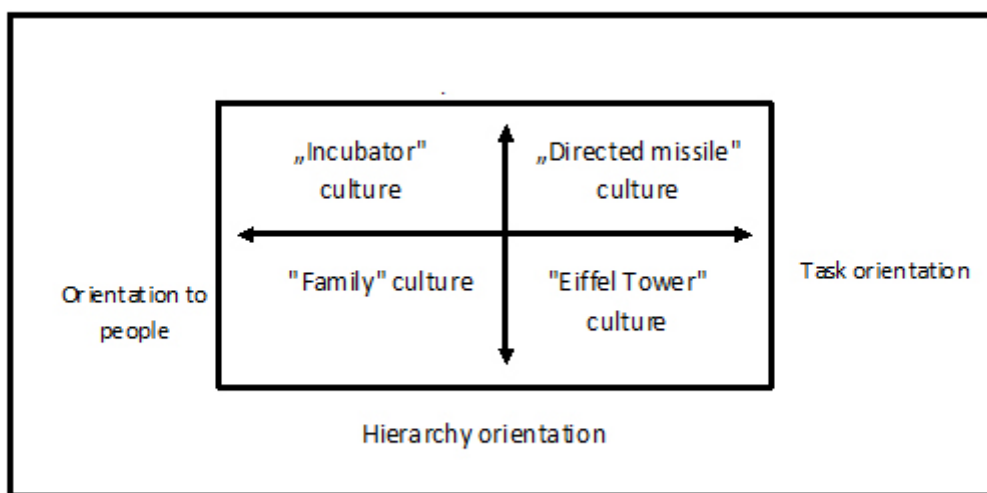 „Incubator"
culture
„Directed missile"
culture
"Family" culture
"Eiffel Tower"
culture
Orientation to
people
Task orientation
Hierarchy orientation